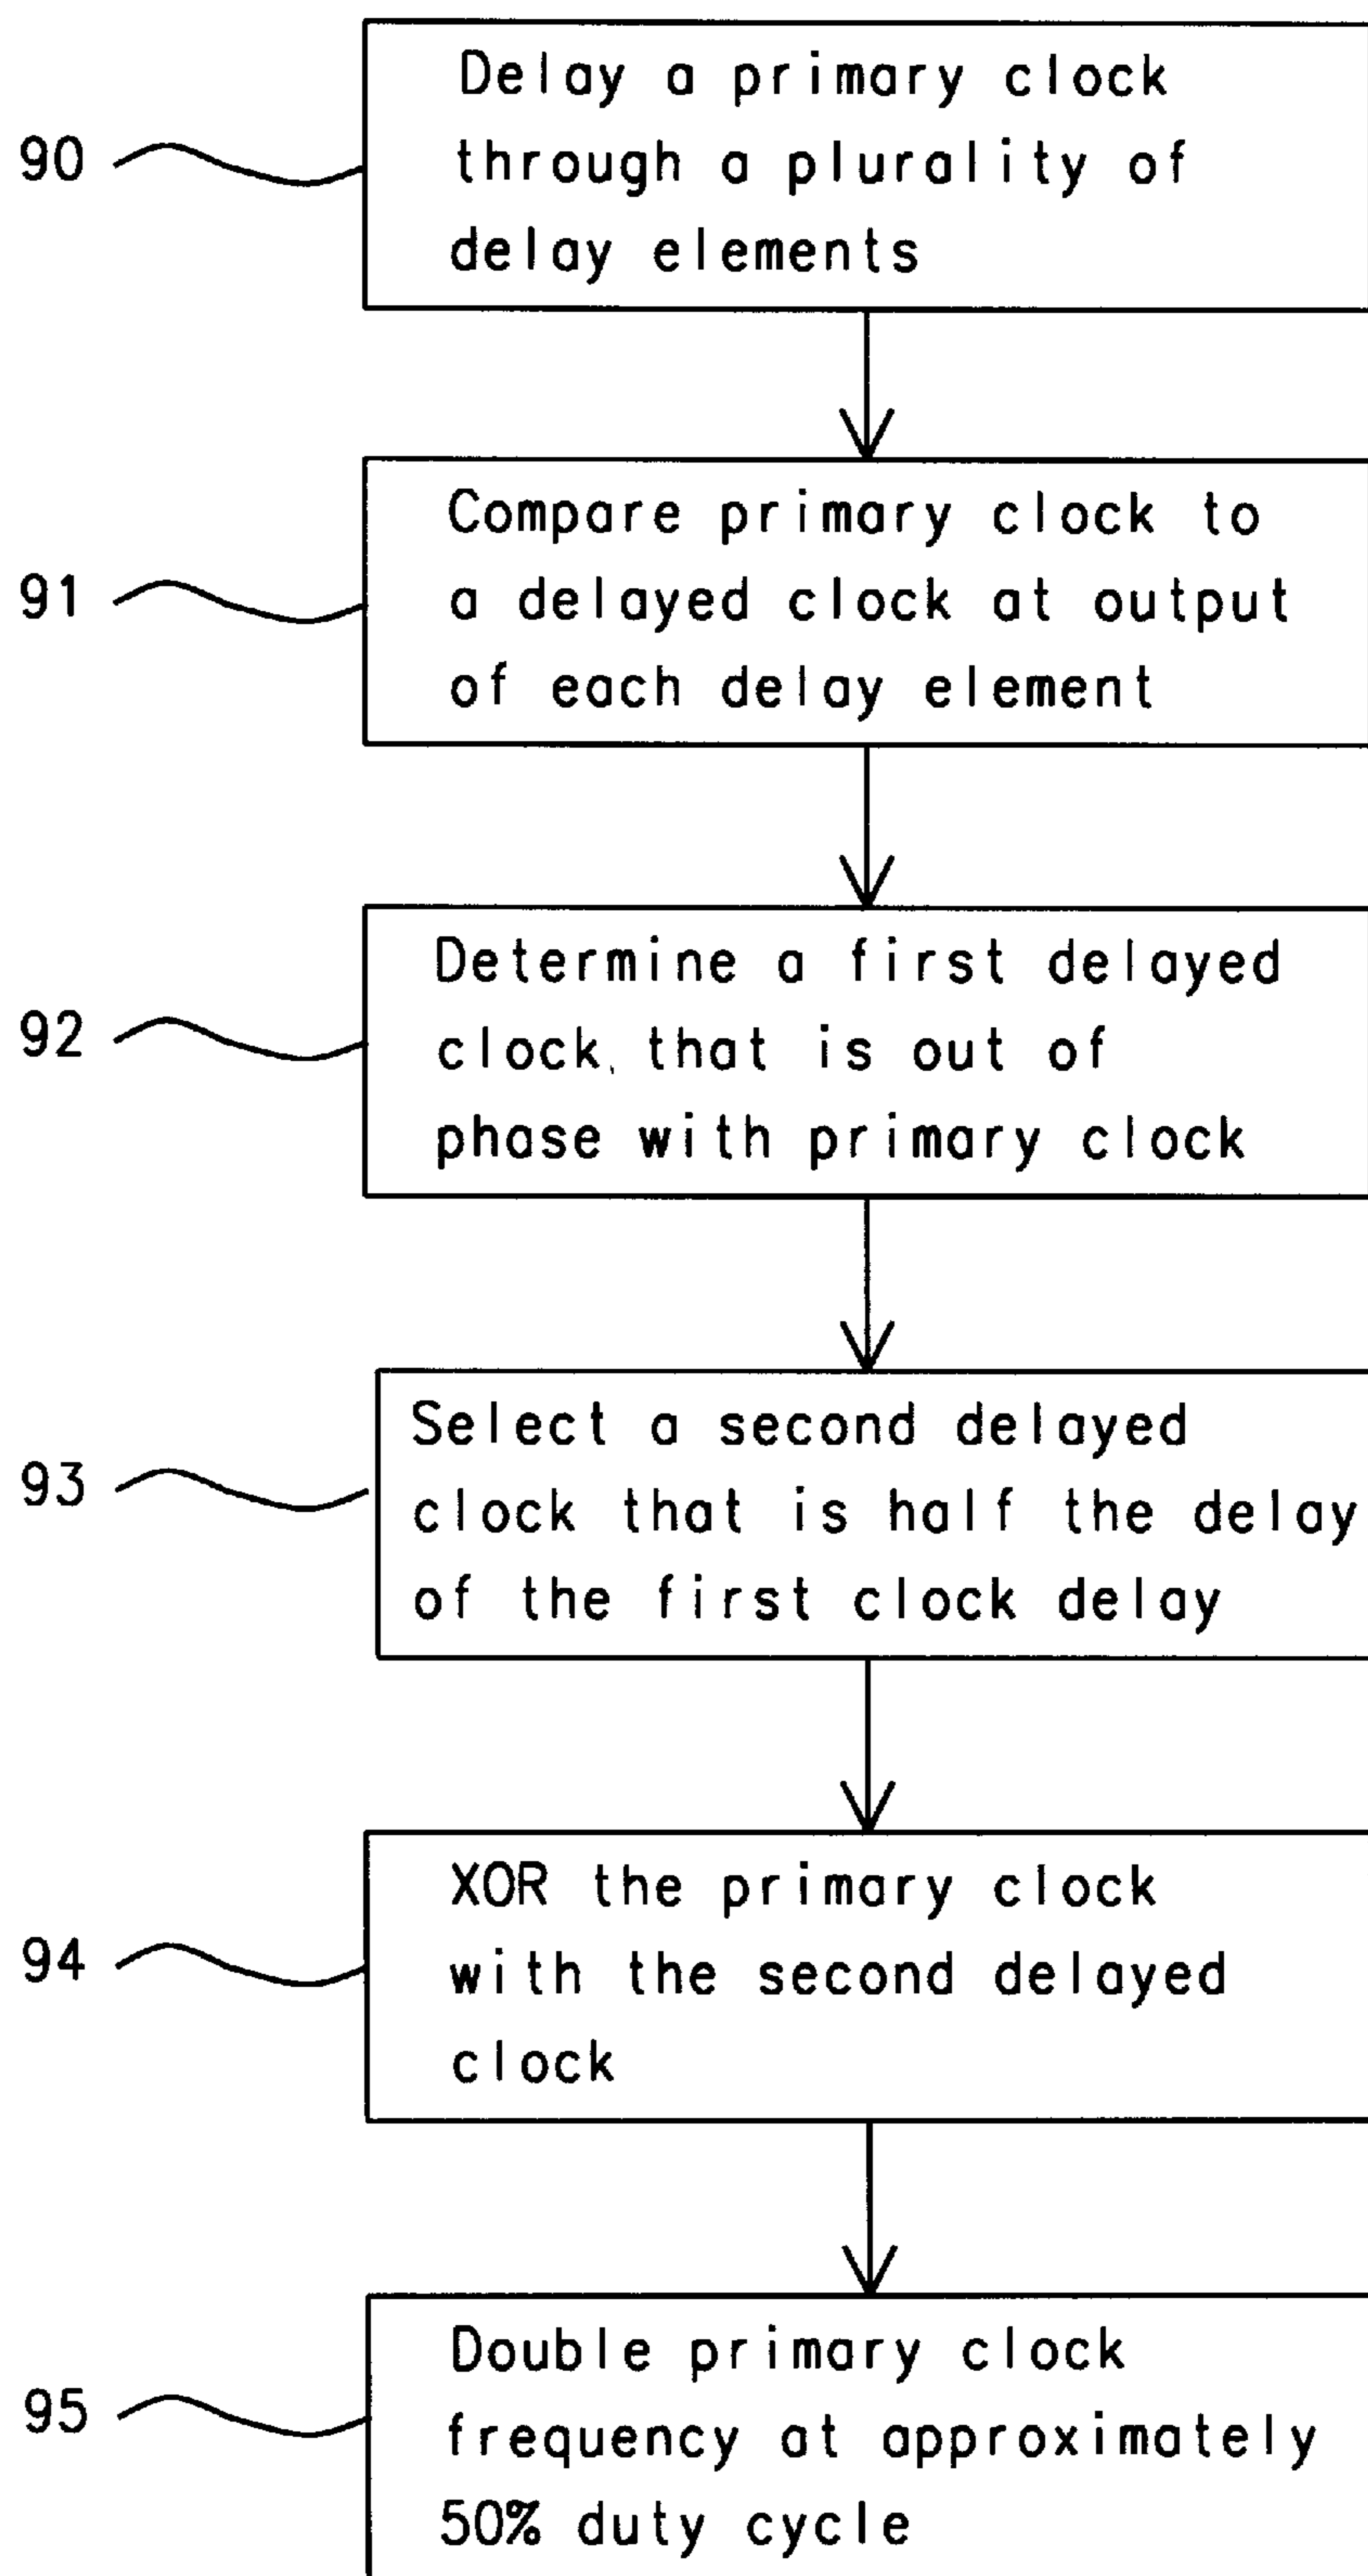 90
Delay a primary clock
through a plurality of
delay elements
91
Compare primary clock to
a delayed clock at output
of each delay element
92
Determine a first delayed
clock, that is out of
phase with primary clock
93
Select a second delayed
clock that is half the delay
of the first clock delay
94
XOR the primary clock
with the second delayed
clock
95
Double primary clock
frequency at approximately
50% duty cycle